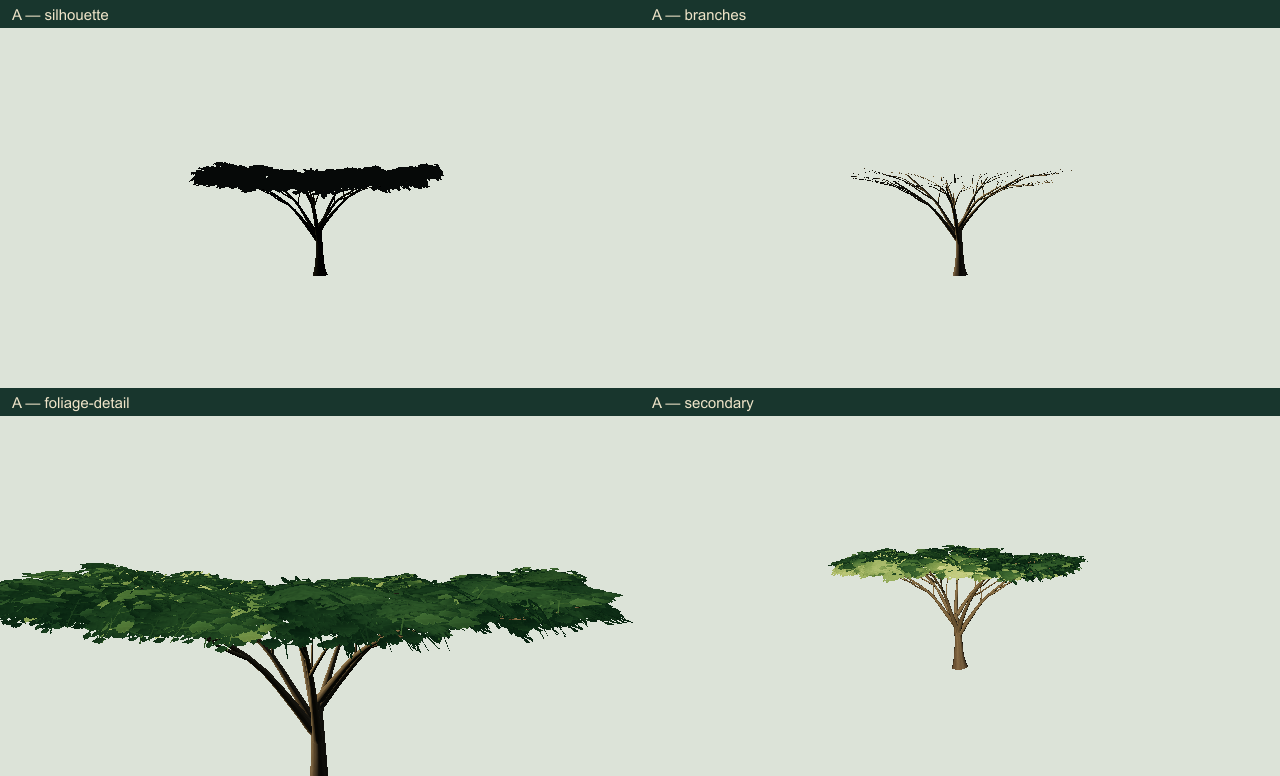 A — silhouette
A — branches
A — foliage-detail
A — secondary